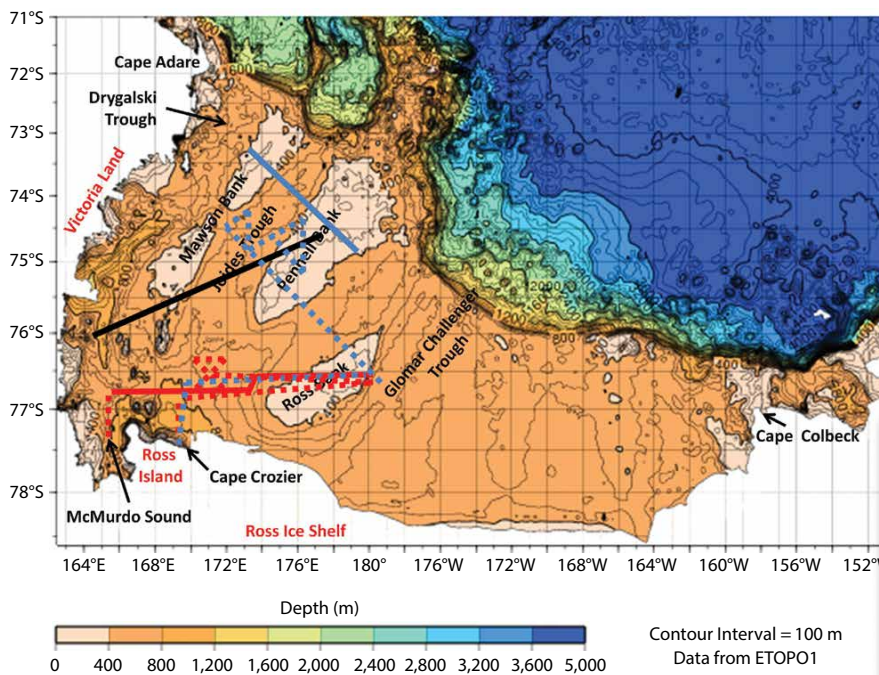 71°S
72°S
73°S
74°S
75°S
76°S
77°S
78°S
Cape Adare
Drygalski
Trough
Victoria Land
Mawson Bank
Joides Trough
Pennell Bank
Glomar Challenger
Trough
Ross Bank
Cape Colbeck
Ross
Island
Cape Crozier
McMurdo Sound
Ross Ice Shelf
164°E 168°E 172°E 176°E 180° 176°W 172°W 168°W 164°W 160°W 156°W 152°W
Depth (m)
0 400 800 1,200 1,600 2,000 2,400 2,800 3,200 3,600 5,000
Contour Interval = 100 m
Data from ETOPO1